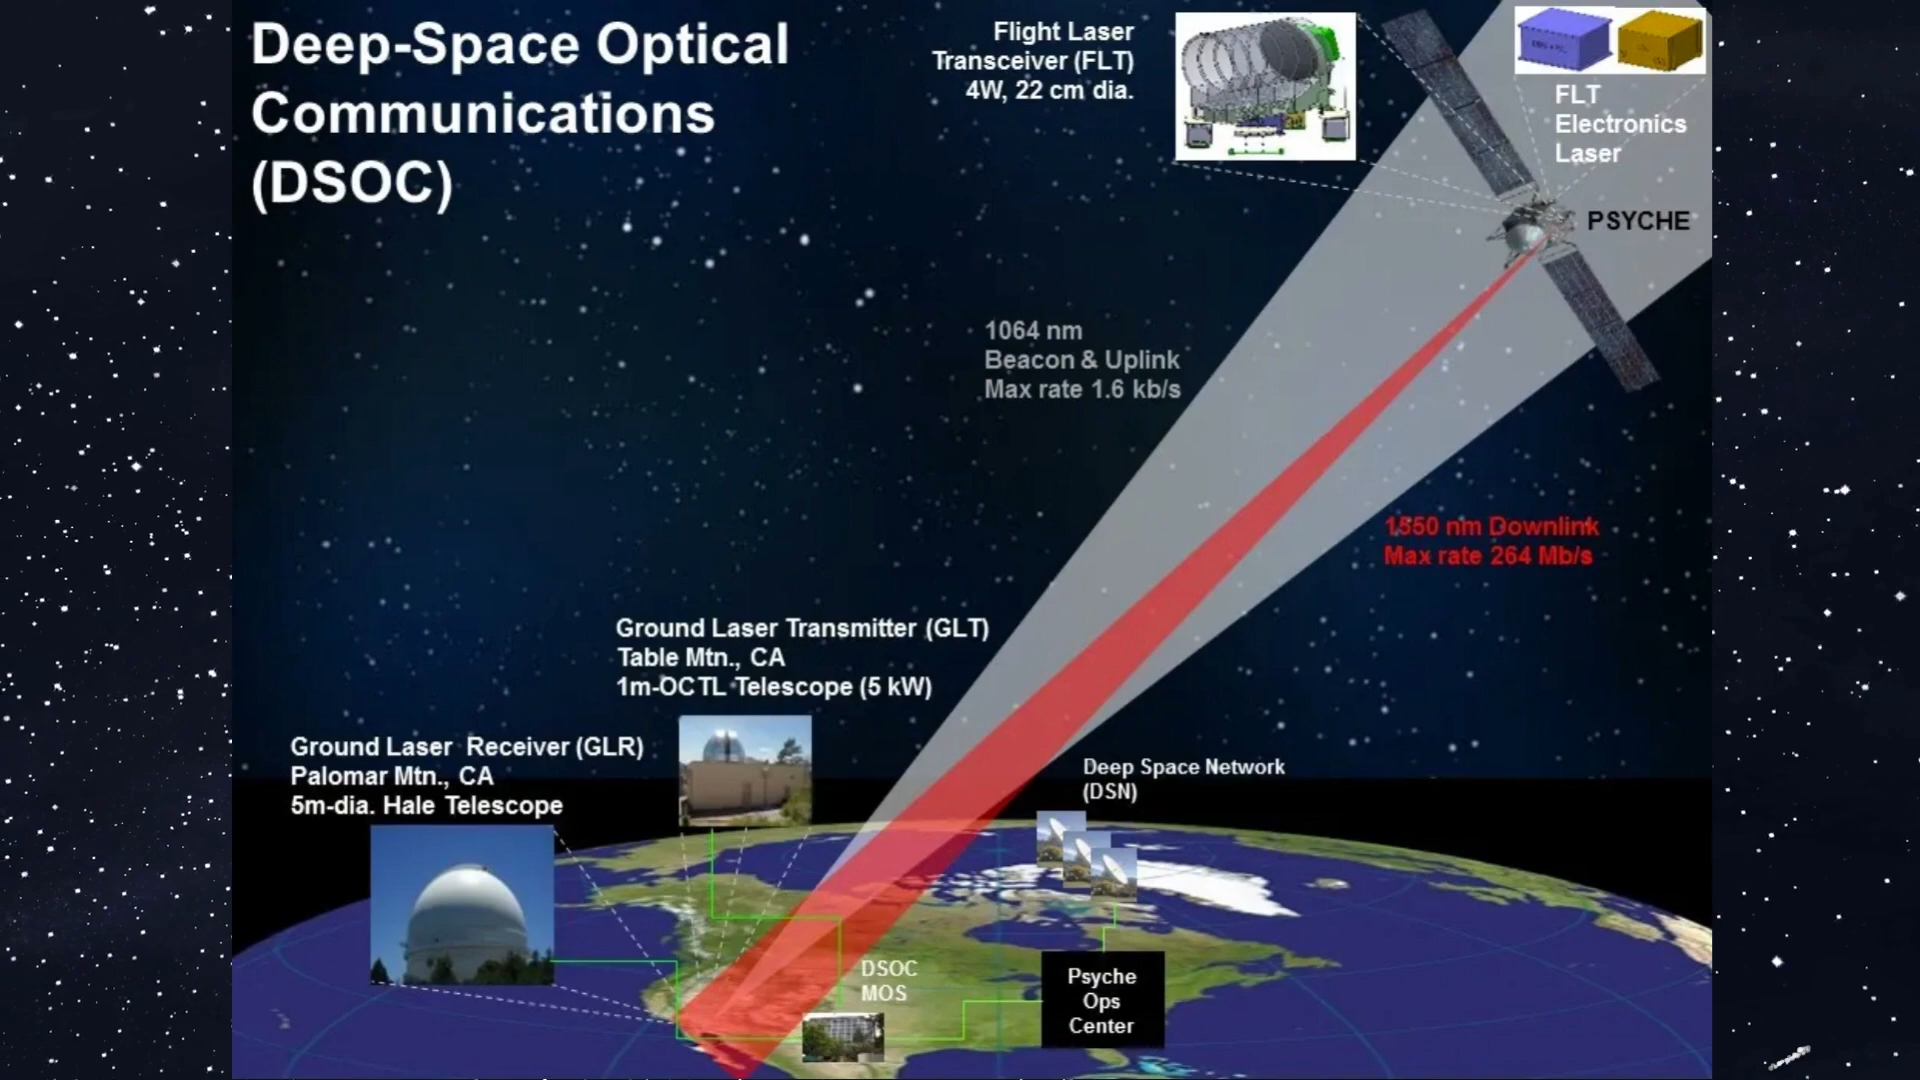 Deep-Space Optical
Communications
(DSOC)
Flight Laser
Transceiver (FLT)
4W, 22 cm dia.
FLT
Electronics
Laser
PSYCHE
1064 nm
Beacon & Uplink
Max rate 1.6 kb/s
1550 nm Downlink
Max rate 264 Mb/s
Ground Laser Transmitter (GLT)
Table Mtn., CA
1m-OCTL Telescope (5 kW)
Ground Laser Receiver (GLR)
Palomar Mtn., CA
5m-dia. Hale Telescope
Deep Space Network
(DSN)
DSOC
MOS
Psyche
Ops
Center